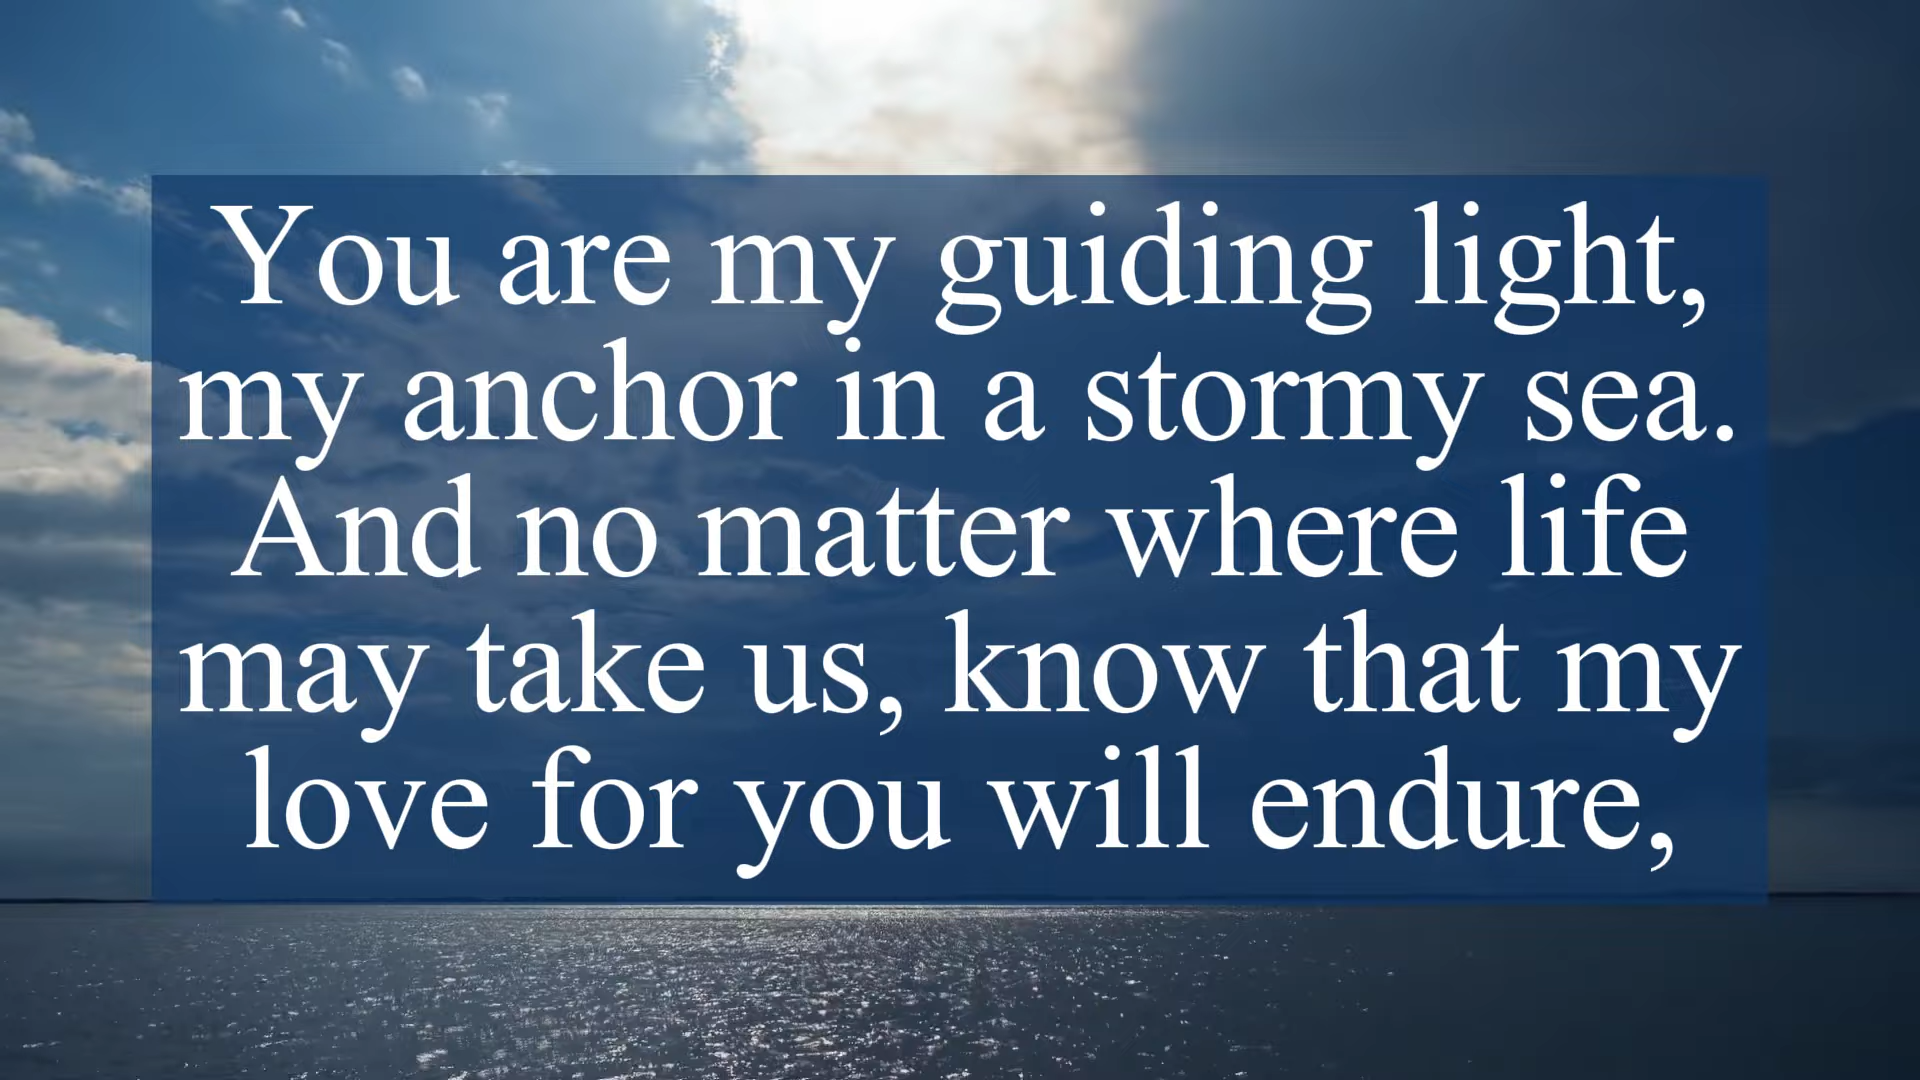 You are my guiding light,
my anchor in a stormy sea.
And no matter where life
may take us, know that my
love for you will endure,